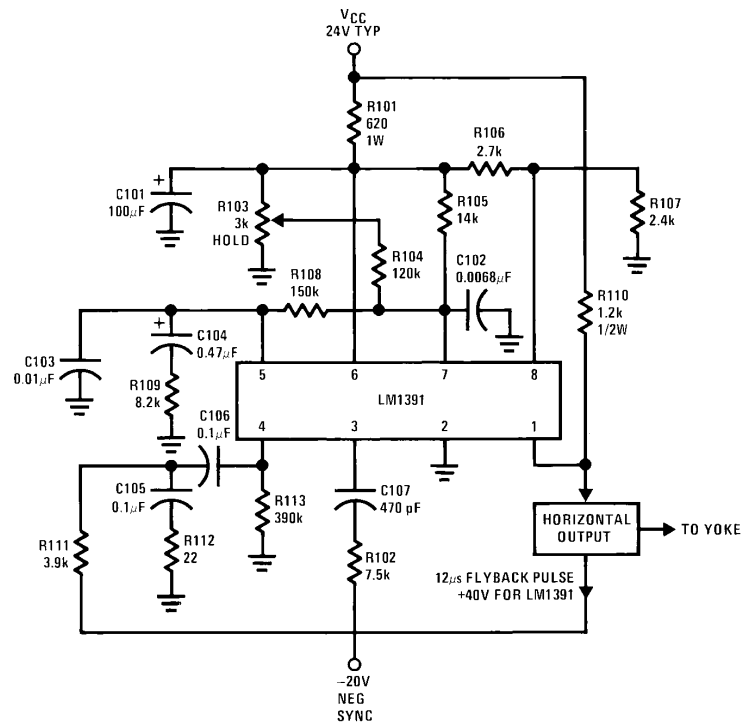 VCC
24V TYP
R101
620
1W
R106
2.7k
C101
100μF
+
R103
3k
HOLD
R105
14k
R107
2.4k
R104
120k
C102
0.0068μF
R108
150k
R110
1.2k
1/2W
C103
0.01μF
+
C104
0.47μF
R109
8.2k
5
6
7
8
LM1391
4
3
2
1
C106
0.1μF
C105
0.1μF
R113
390k
C107
470 pF
R111
3.9k
R112
22
R102
7.5k
HORIZONTAL
OUTPUT
TO YOKE
12μs FLYBACK PULSE
+40V FOR LM1391
−20V
NEG
SYNC